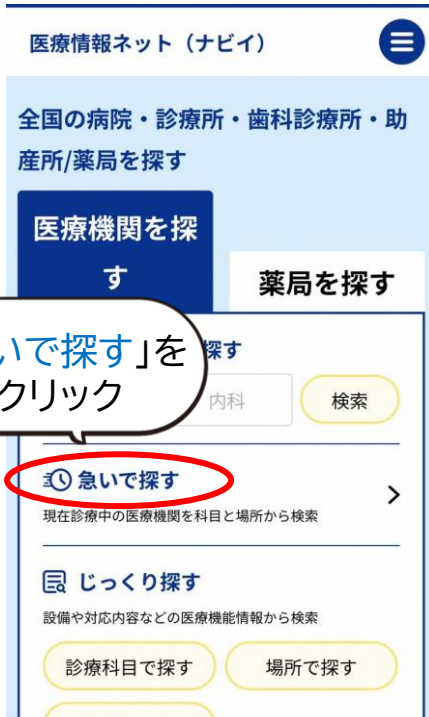 医療情報ネット（ナビイ）
全国の病院・診療所・歯科診療所・助
産所/薬局を探す
医療機関を探
す
薬局を探す
いで探す」を
クリック
探す
内科
検索
急いで探す
現在診療中の医療機関を科目と場所から検索
じっくり探す
設備や対応内容などの医療機能情報から検索
診療科目で探す
場所で探す